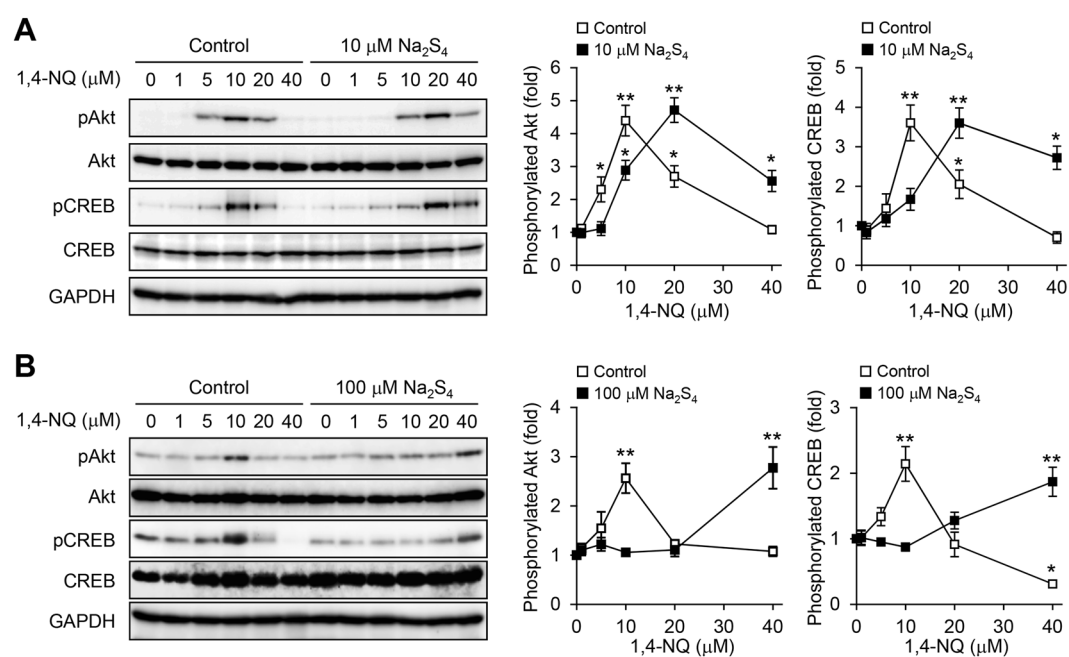 A
Control 10 μM Na₂S₄
1,4-NQ (μM) 0 1 5 10 20 40 0 1 5 10 20 40
pAkt
Akt
pCREB
CREB
GAPDH
Control
10 μM Na₂S₄
Phosphorylated Akt (fold)
6
5
4
3
2
1
0
** ** * * * *
0 10 20 30 40
1,4-NQ (μM)
Control
10 μM Na₂S₄
Phosphorylated CREB (fold)
5
4
3
2
1
0
** ** * *
0 10 20 30 40
1,4-NQ (μM)
B
Control 100 μM Na₂S₄
1,4-NQ (μM) 0 1 5 10 20 40 0 1 5 10 20 40
pAkt
Akt
pCREB
CREB
GAPDH
Control
100 μM Na₂S₄
Phosphorylated Akt (fold)
4
3
2
1
0
** **
0 10 20 30 40
1,4-NQ (μM)
Control
100 μM Na₂S₄
Phosphorylated CREB (fold)
3
2
1
0
** ** *
0 10 20 30 40
1,4-NQ (μM)